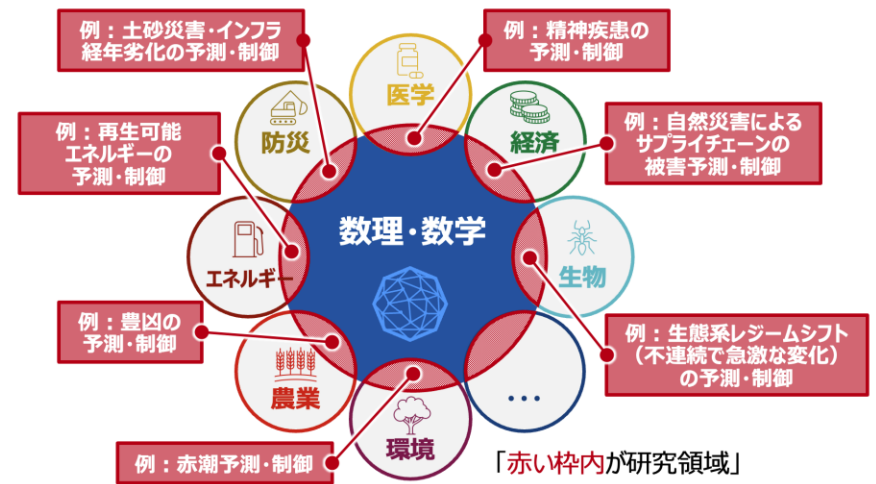 例：土砂災害・インフラ
経年劣化の予測・制御
例：精神疾患の
予測・制御
医学
防災
経済
例：再生可能
エネルギーの
予測・制御
例：自然災害による
サプライチェーンの
被害予測・制御
数理・数学
エネルギー
生物
例：豊凶の
予測・制御
例：生態系レジームシフト
（不連続で急激な変化）
の予測・制御
農業
…
環境
例：赤潮予測・制御
「赤い枠内が研究領域」